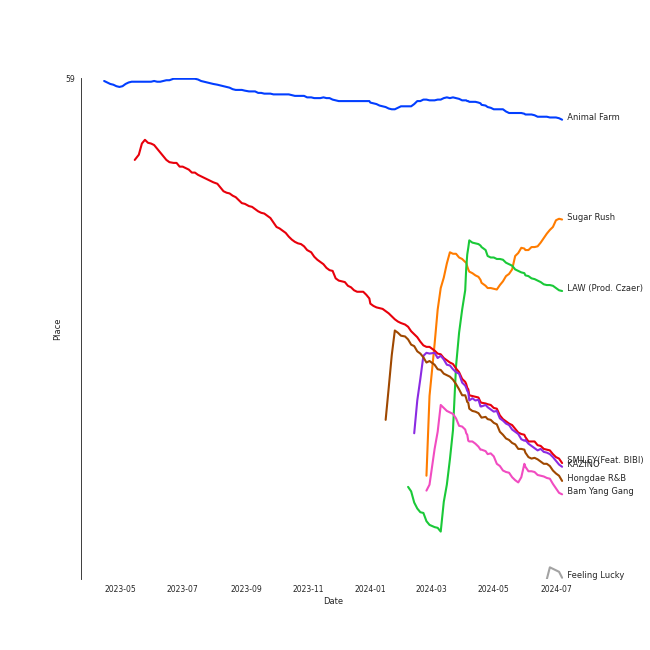 59
Animal Farm
Sugar Rush
LAW (Prod. Czaer)
Place
SMILEY(Feat. BIBI)
KAZINO
Hongdae R&B
Bam Yang Gang
Feeling Lucky
2023-05 2023-07 2023-09 2023-11 2024-01 2024-03 2024-05 2024-07
Date